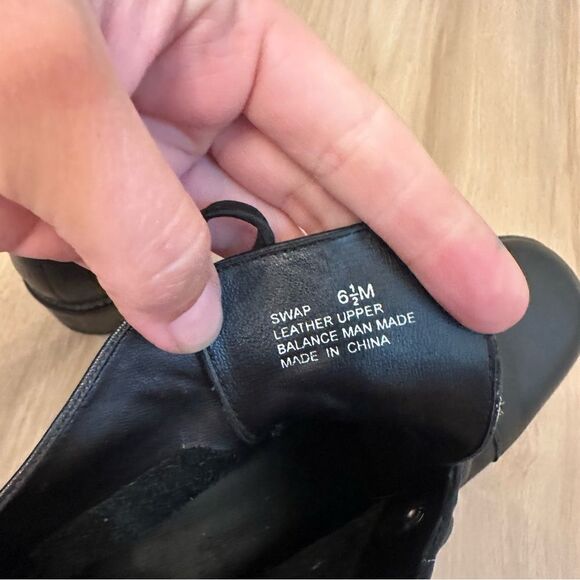 SWAP 6½M
LEATHER UPPER
BALANCE MAN MADE
MADE IN CHINA